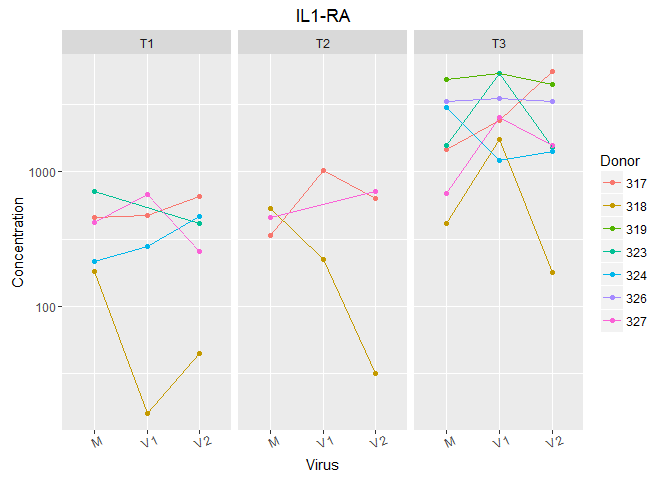 IL1-RA
T1 T2 T3
1000
100
Concentration
M V1 V2 M V1 V2 M V1 V2
Virus
Donor
317
318
319
323
324
326
327